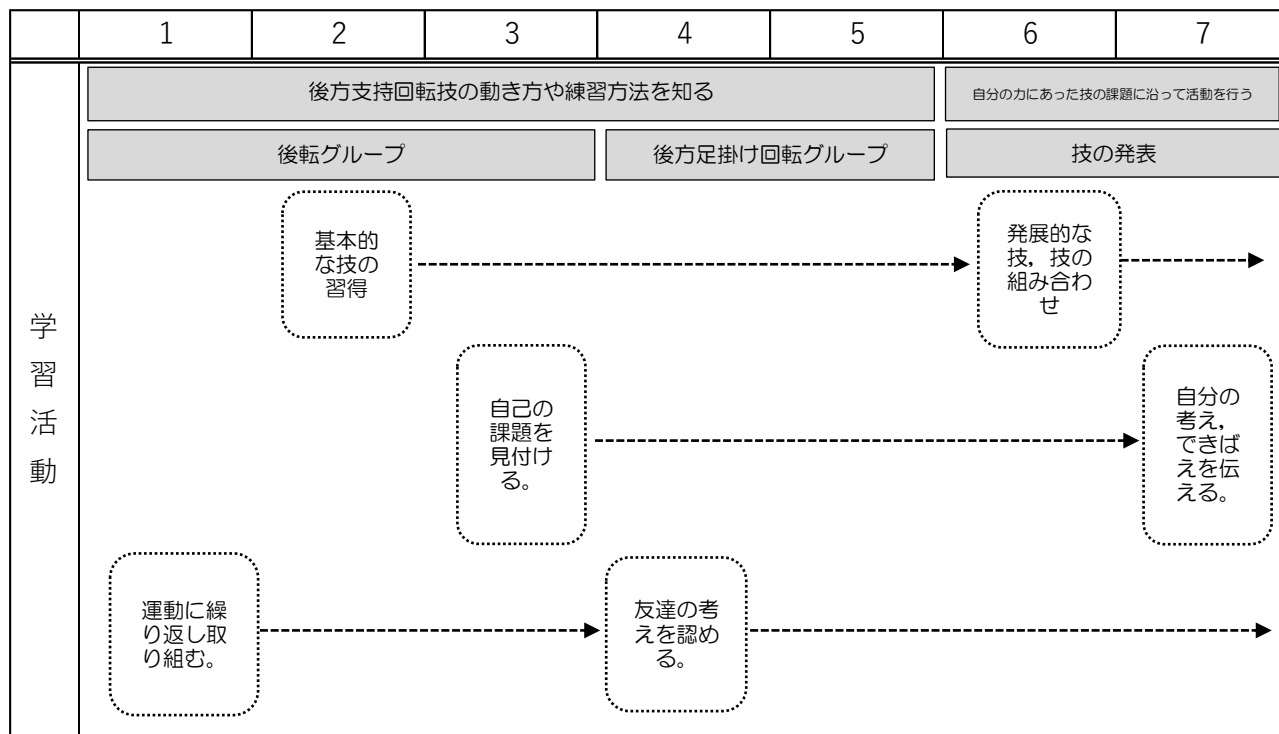 1 2 3 4 5 6 7
後方支持回転技の動き方や練習方法を知る
自分の力にあった技の課題に沿って活動を行う
後転グループ
後方足掛け回転グループ
技の発表
学
習
活
動
基本的
な技の
習得
発展的な
技，技の
組み合わ
せ
自己の
課題を
見付け
る。
自分の
考え，
できば
えを伝
える。
運動に繰
り返し取
り組む。
友達の考
えを認め
る。